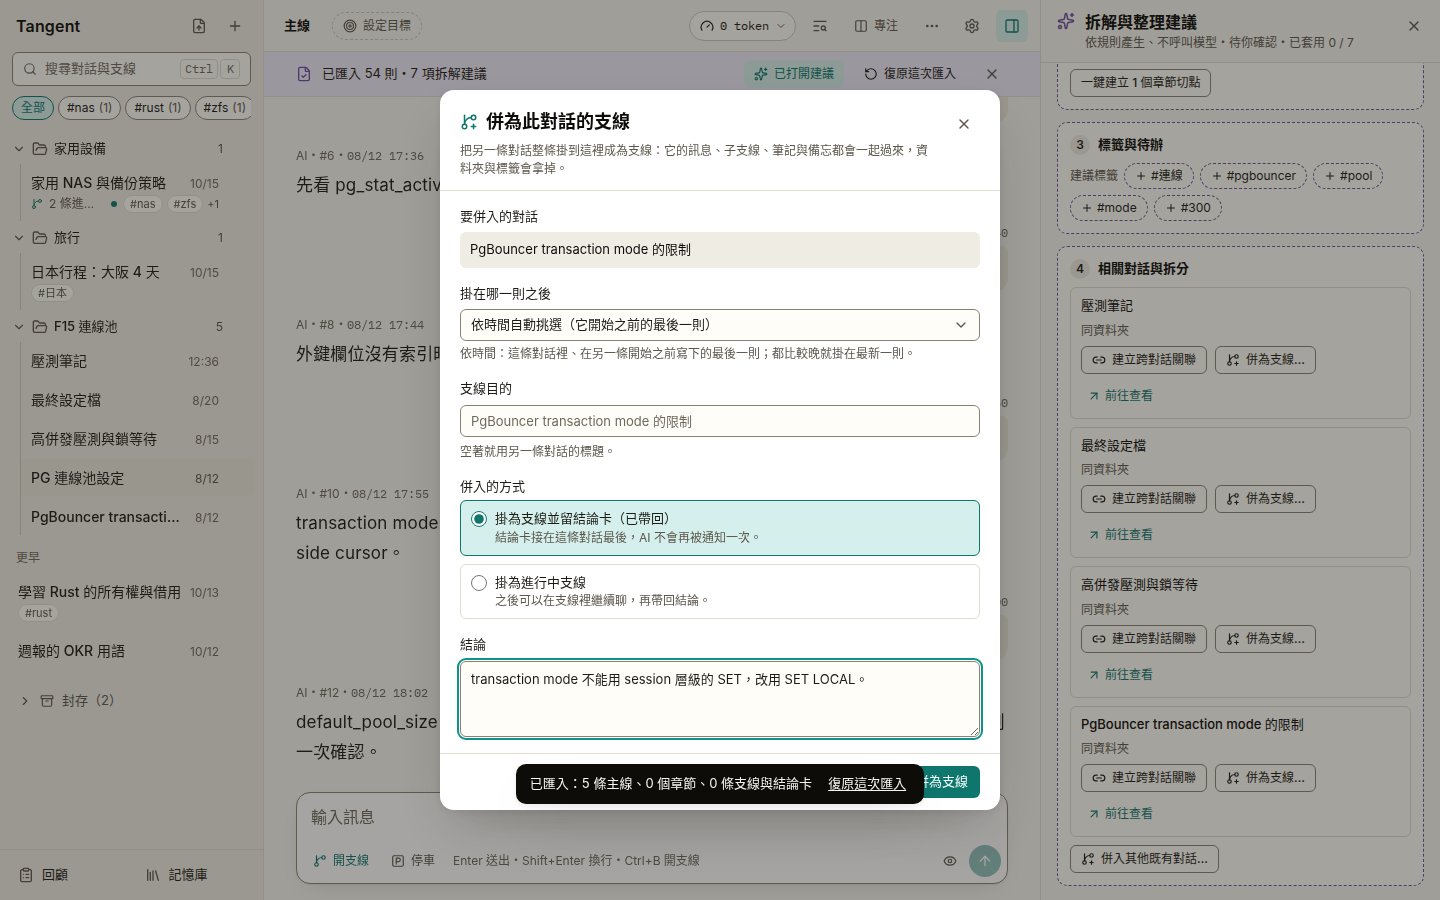 Tangent
搜尋對話與支線 Ctrl K
全部 #nas (1) #rust (1) #zfs (1)
家用設備 1
家用 NAS 與備份策略 10/15
2 條進... #nas #zfs +1
旅行 1
日本行程：大阪 4 天 10/15
#日本
F15 連線池 5
壓測筆記 12:36
最終設定檔 8/20
高併發壓測與鎖等待 8/15
PG 連線池設定 8/12
PgBouncer transacti... 8/12
更早
學習 Rust 的所有權與借用 10/13
#rust
週報的 OKR 用語 10/12
封存（2）
回顧 記憶庫
主線 設定目標 0 token 專注
已匯入 54 則・7 項拆解建議 已打開建議 復原這次匯入
AI・#6・08/12 17:36
先看 pg_stat_activ
AI・#8・08/12 17:44
外鍵欄位沒有索引
AI・#10・08/12 17:55
transaction mode
side cursor。
AI・#12・08/12 18:02
default_pool_size
一次確認。
輸入訊息
開支線 停車 Enter 送出・Shift+Enter 換行・Ctrl+B 開支線
併為此對話的支線
把另一條對話整條掛到這裡成為支線：它的訊息、子支線、筆記與備忘都會一起過來，資
料夾與標籤會拿掉。
要併入的對話
PgBouncer transaction mode 的限制
掛在哪一則之後
依時間自動挑選（它開始之前的最後一則）
依時間：這條對話裡、在另一條開始之前寫下的最後一則；都比較晚就掛在最新一則。
支線目的
PgBouncer transaction mode 的限制
空著就用另一條對話的標題。
併入的方式
掛為支線並留結論卡（已帶回）
結論卡接在這條對話最後，AI 不會再被通知一次。
掛為進行中支線
之後可以在支線裡繼續聊，再帶回結論。
結論
transaction mode 不能用 session 層級的 SET，改用 SET LOCAL。
併為支線
已匯入：5 條主線、0 個章節、0 條支線與結論卡 復原這次匯入
拆解與整理建議
依規則產生、不呼叫模型・待你確認・已套用 0 / 7
一鍵建立 1 個章節切點
3 標籤與待辦
建議標籤 #連線 #pgbouncer #pool
#mode #300
4 相關對話與拆分
壓測筆記
同資料夾
建立跨對話關聯 併為支線...
前往查看
最終設定檔
同資料夾
建立跨對話關聯 併為支線...
前往查看
高併發壓測與鎖等待
同資料夾
建立跨對話關聯 併為支線...
前往查看
PgBouncer transaction mode 的限制
同資料夾
建立跨對話關聯 併為支線...
前往查看
併入其他既有對話...